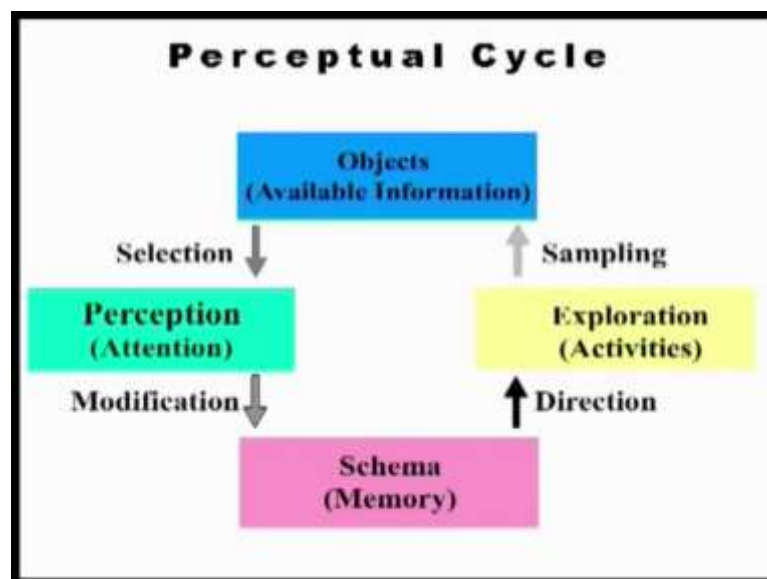 Perceptual Cycle
Objects
(Available Information)
Selection
Sampling
Perception
(Attention)
Exploration
(Activities)
Modification
Direction
Schema
(Memory)